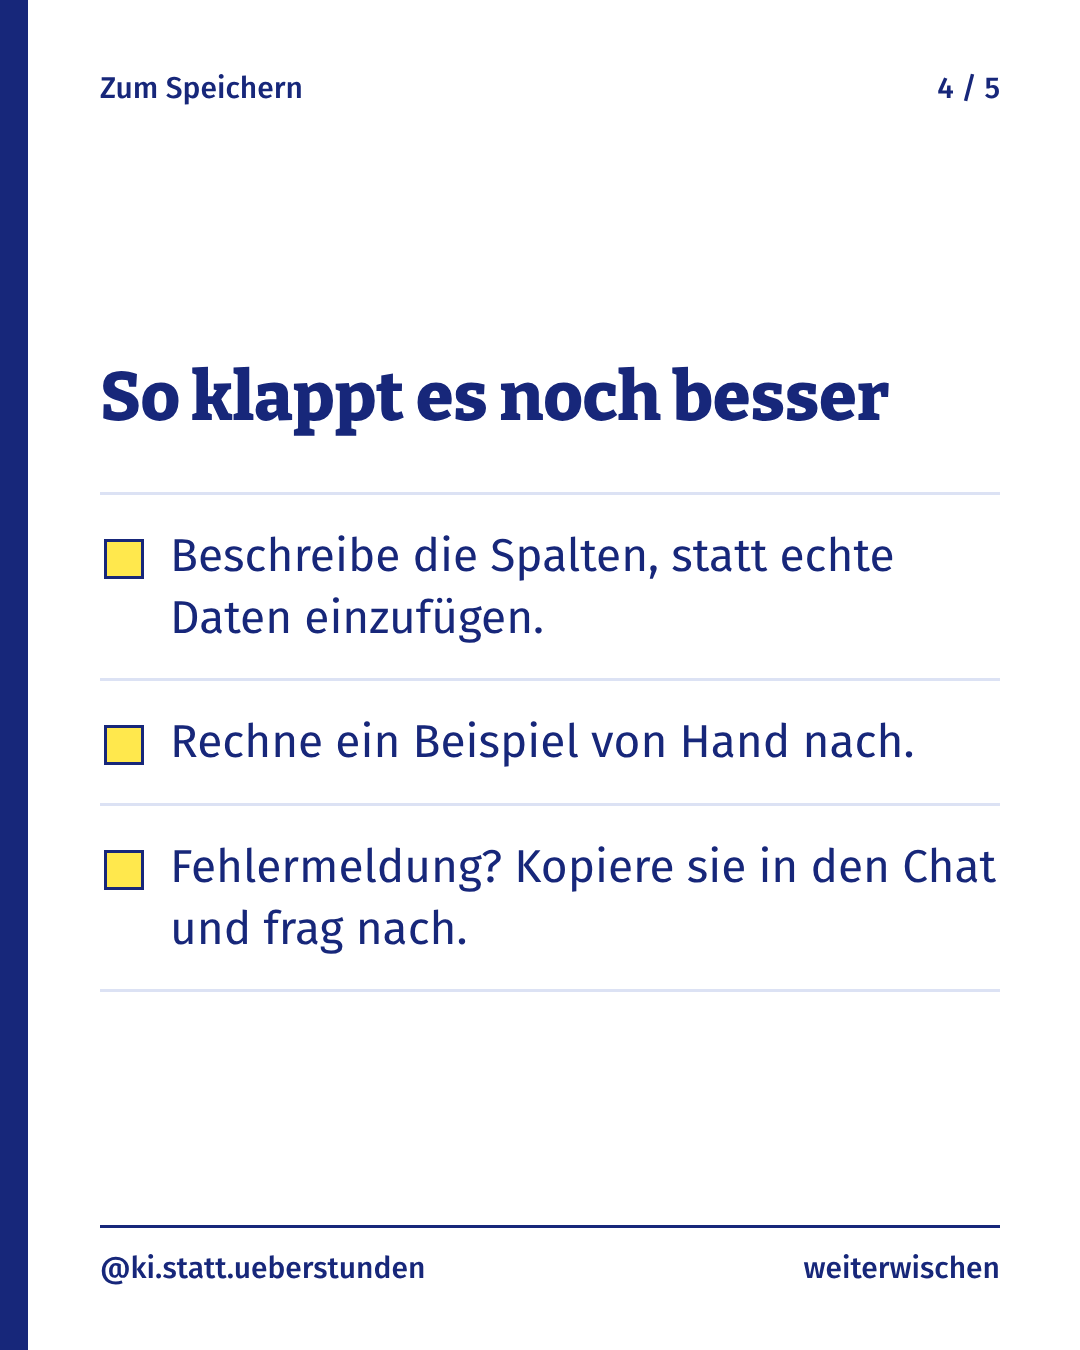 Zum Speichern
4 / 5
So klappt es noch besser
Beschreibe die Spalten, statt echte
Daten einzufügen.
Rechne ein Beispiel von Hand nach.
Fehlermeldung? Kopiere sie in den Chat
und frag nach.
@ki.statt.ueberstunden
weiterwischen